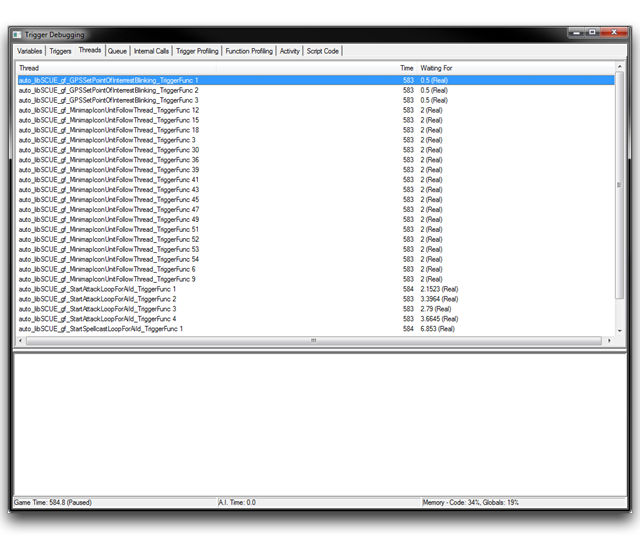 Trigger Debugging
Variables Triggers Threads Queue Internal Calls Trigger Profiling Function Profiling Activity Script Code
Thread Time Waiting For
auto_libSCUE_gf_GPSSetPointOfInterrestBlinking_TriggerFunc 1 583 0.5 (Real)
auto_libSCUE_gf_GPSSetPointOfInterrestBlinking_TriggerFunc 2 583 0.5 (Real)
auto_libSCUE_gf_GPSSetPointOfInterrestBlinking_TriggerFunc 3 583 0.5 (Real)
auto_libSCUE_gf_MinimapIconUnitFollowThread_TriggerFunc 12 583 2 (Real)
auto_libSCUE_gf_MinimapIconUnitFollowThread_TriggerFunc 15 583 2 (Real)
auto_libSCUE_gf_MinimapIconUnitFollowThread_TriggerFunc 18 583 2 (Real)
auto_libSCUE_gf_MinimapIconUnitFollowThread_TriggerFunc 3 583 2 (Real)
auto_libSCUE_gf_MinimapIconUnitFollowThread_TriggerFunc 30 583 2 (Real)
auto_libSCUE_gf_MinimapIconUnitFollowThread_TriggerFunc 36 583 2 (Real)
auto_libSCUE_gf_MinimapIconUnitFollowThread_TriggerFunc 39 583 2 (Real)
auto_libSCUE_gf_MinimapIconUnitFollowThread_TriggerFunc 41 583 2 (Real)
auto_libSCUE_gf_MinimapIconUnitFollowThread_TriggerFunc 43 583 2 (Real)
auto_libSCUE_gf_MinimapIconUnitFollowThread_TriggerFunc 45 583 2 (Real)
auto_libSCUE_gf_MinimapIconUnitFollowThread_TriggerFunc 47 583 2 (Real)
auto_libSCUE_gf_MinimapIconUnitFollowThread_TriggerFunc 49 583 2 (Real)
auto_libSCUE_gf_MinimapIconUnitFollowThread_TriggerFunc 51 583 2 (Real)
auto_libSCUE_gf_MinimapIconUnitFollowThread_TriggerFunc 52 583 2 (Real)
auto_libSCUE_gf_MinimapIconUnitFollowThread_TriggerFunc 53 583 2 (Real)
auto_libSCUE_gf_MinimapIconUnitFollowThread_TriggerFunc 54 583 2 (Real)
auto_libSCUE_gf_MinimapIconUnitFollowThread_TriggerFunc 6 583 2 (Real)
auto_libSCUE_gf_MinimapIconUnitFollowThread_TriggerFunc 9 583 2 (Real)
auto_libSCUE_gf_StartAttackLoopForAiId_TriggerFunc 1 584 2.1523 (Real)
auto_libSCUE_gf_StartAttackLoopForAiId_TriggerFunc 2 583 3.3964 (Real)
auto_libSCUE_gf_StartAttackLoopForAiId_TriggerFunc 3 583 2.79 (Real)
auto_libSCUE_gf_StartAttackLoopForAiId_TriggerFunc 4 583 3.6645 (Real)
auto_libSCUE_gf_StartSpellcastLoopForAiId_TriggerFunc 1 584 6.853 (Real)
Game Time: 584.8 (Paused) A.I. Time: 0.0 Memory - Code: 34%, Globals: 19%